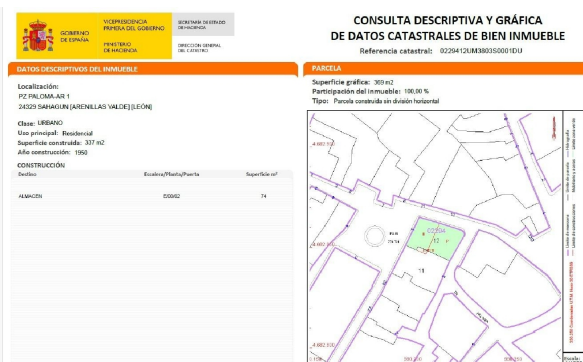 GOBIERNO
DE ESPAÑA
VICEPRESIDENCIA
PRIMERA DEL GOBIERNO
MINISTERIO
DE HACIENDA
SECRETARÍA DE ESTADO
DE HACIENDA
DIRECCIÓN GENERAL
DEL CATASTRO
CONSULTA DESCRIPTIVA Y GRÁFICA
DE DATOS CATASTRALES DE BIEN INMUEBLE
Referencia catastral: 0229412UM3803S0001DU
DATOS DESCRIPTIVOS DEL INMUEBLE
Localización:
PZ PALOMA-AR 1
24329 SAHAGUN [ARENILLAS VALDE] [LEÓN]
Clase: URBANO
Uso principal: Residencial
Superficie construida: 337 m2
Año construcción: 1950
CONSTRUCCIÓN
Destino Escalera/Planta/Puerta Superficie m²
ALMACEN E/00/02 74
PARCELA
Superficie gráfica: 369 m2
Participación del inmueble: 100,00 %
Tipo: Parcela construida sin división horizontal
02294
12